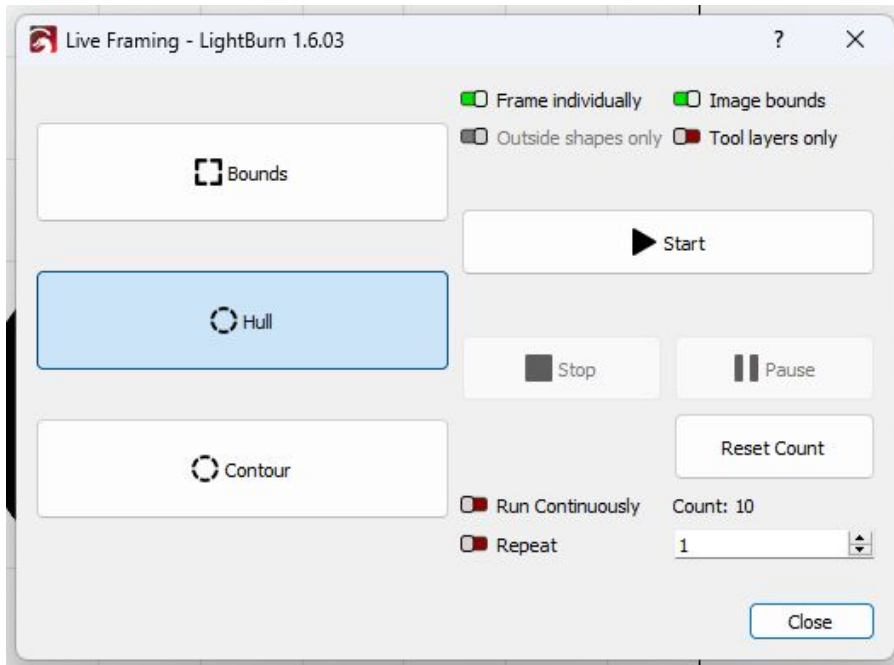 Live Framing - LightBurn 1.6.03
?
Frame individually
Image bounds
Outside shapes only
Tool layers only
Bounds
Start
Hull
Stop
Pause
Reset Count
Contour
Run Continuously
Count: 10
Repeat
1
Close